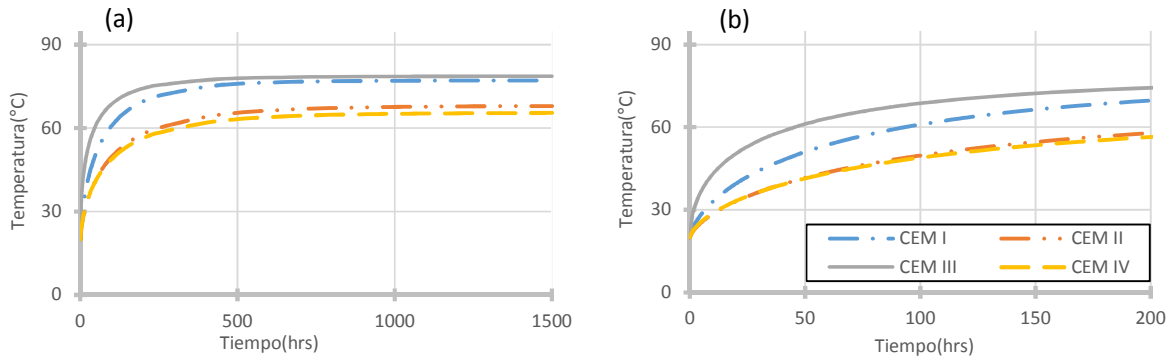 (a)
90
60
30
0
Temperatura(°C)
0 500 1000 1500
Tiempo(hrs)
(b)
90
60
30
0
Temperatura(°C)
0 50 100 150 200
Tiempo(hrs)
CEM I CEM II
CEM III CEM IV